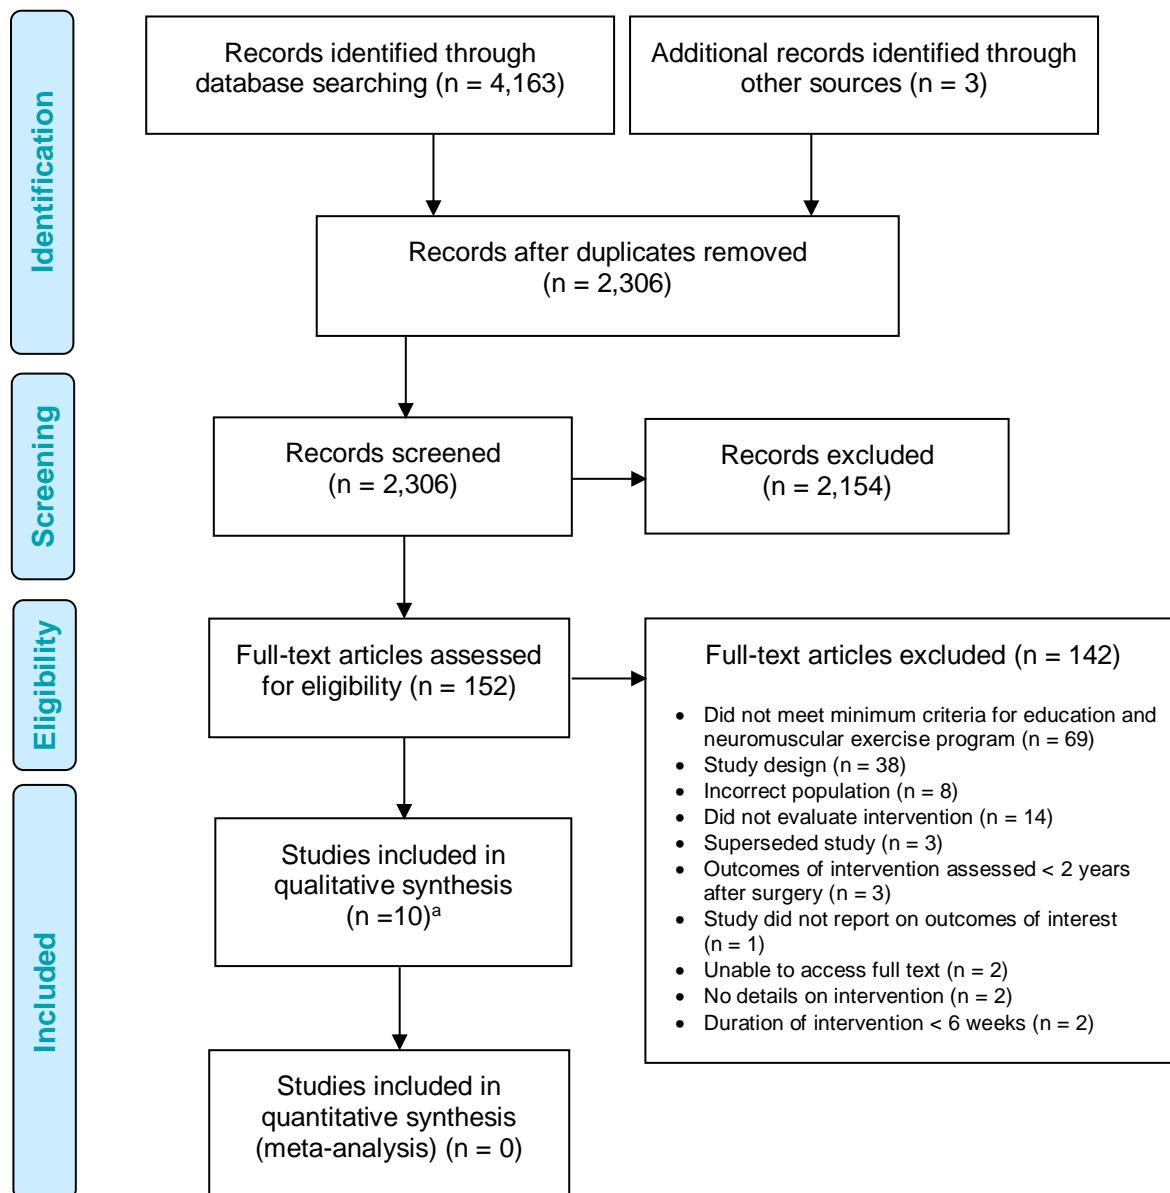 Identification
Records identified through
database searching (n = 4,163)
Additional records identified through
other sources (n = 3)
Records after duplicates removed
(n = 2,306)
Screening
Records screened
(n = 2,306)
Records excluded
(n = 2,154)
Eligibility
Full-text articles assessed
for eligibility (n = 152)
Full-text articles excluded (n = 142)
• Did not meet minimum criteria for education and
neuromuscular exercise program (n = 69)
• Study design (n = 38)
• Incorrect population (n = 8)
• Did not evaluate intervention (n = 14)
• Superseded study (n = 3)
• Outcomes of intervention assessed < 2 years
after surgery (n = 3)
• Study did not report on outcomes of interest
(n = 1)
• Unable to access full text (n = 2)
• No details on intervention (n = 2)
• Duration of intervention < 6 weeks (n = 2)
Included
Studies included in
qualitative synthesis
(n =10)ᵃ
Studies included in
quantitative synthesis
(meta-analysis) (n = 0)